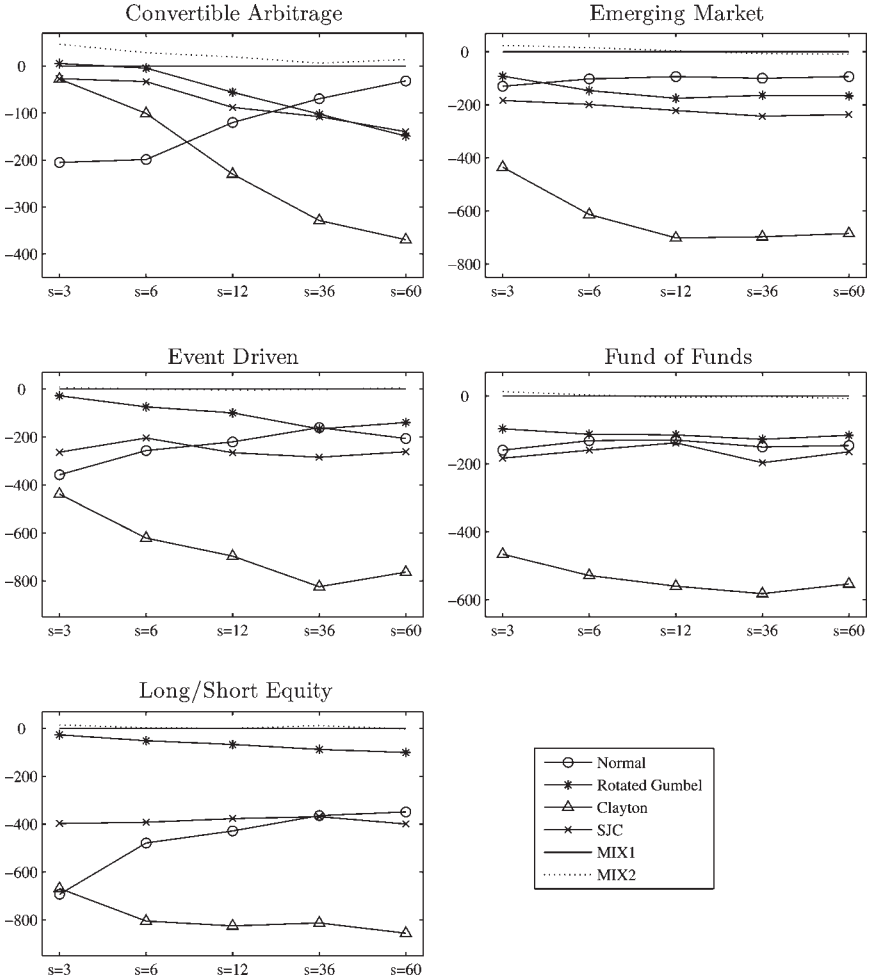 Convertible Arbitrage
0
−100
−200
−300
−400
s=3 s=6 s=12 s=36 s=60
Emerging Market
0
−200
−400
−600
−800
s=3 s=6 s=12 s=36 s=60
Event Driven
0
−200
−400
−600
−800
s=3 s=6 s=12 s=36 s=60
Fund of Funds
0
−200
−400
−600
s=3 s=6 s=12 s=36 s=60
Long/Short Equity
0
−200
−400
−600
−800
s=3 s=6 s=12 s=36 s=60
Normal
Rotated Gumbel
Clayton
SJC
MIX1
MIX2